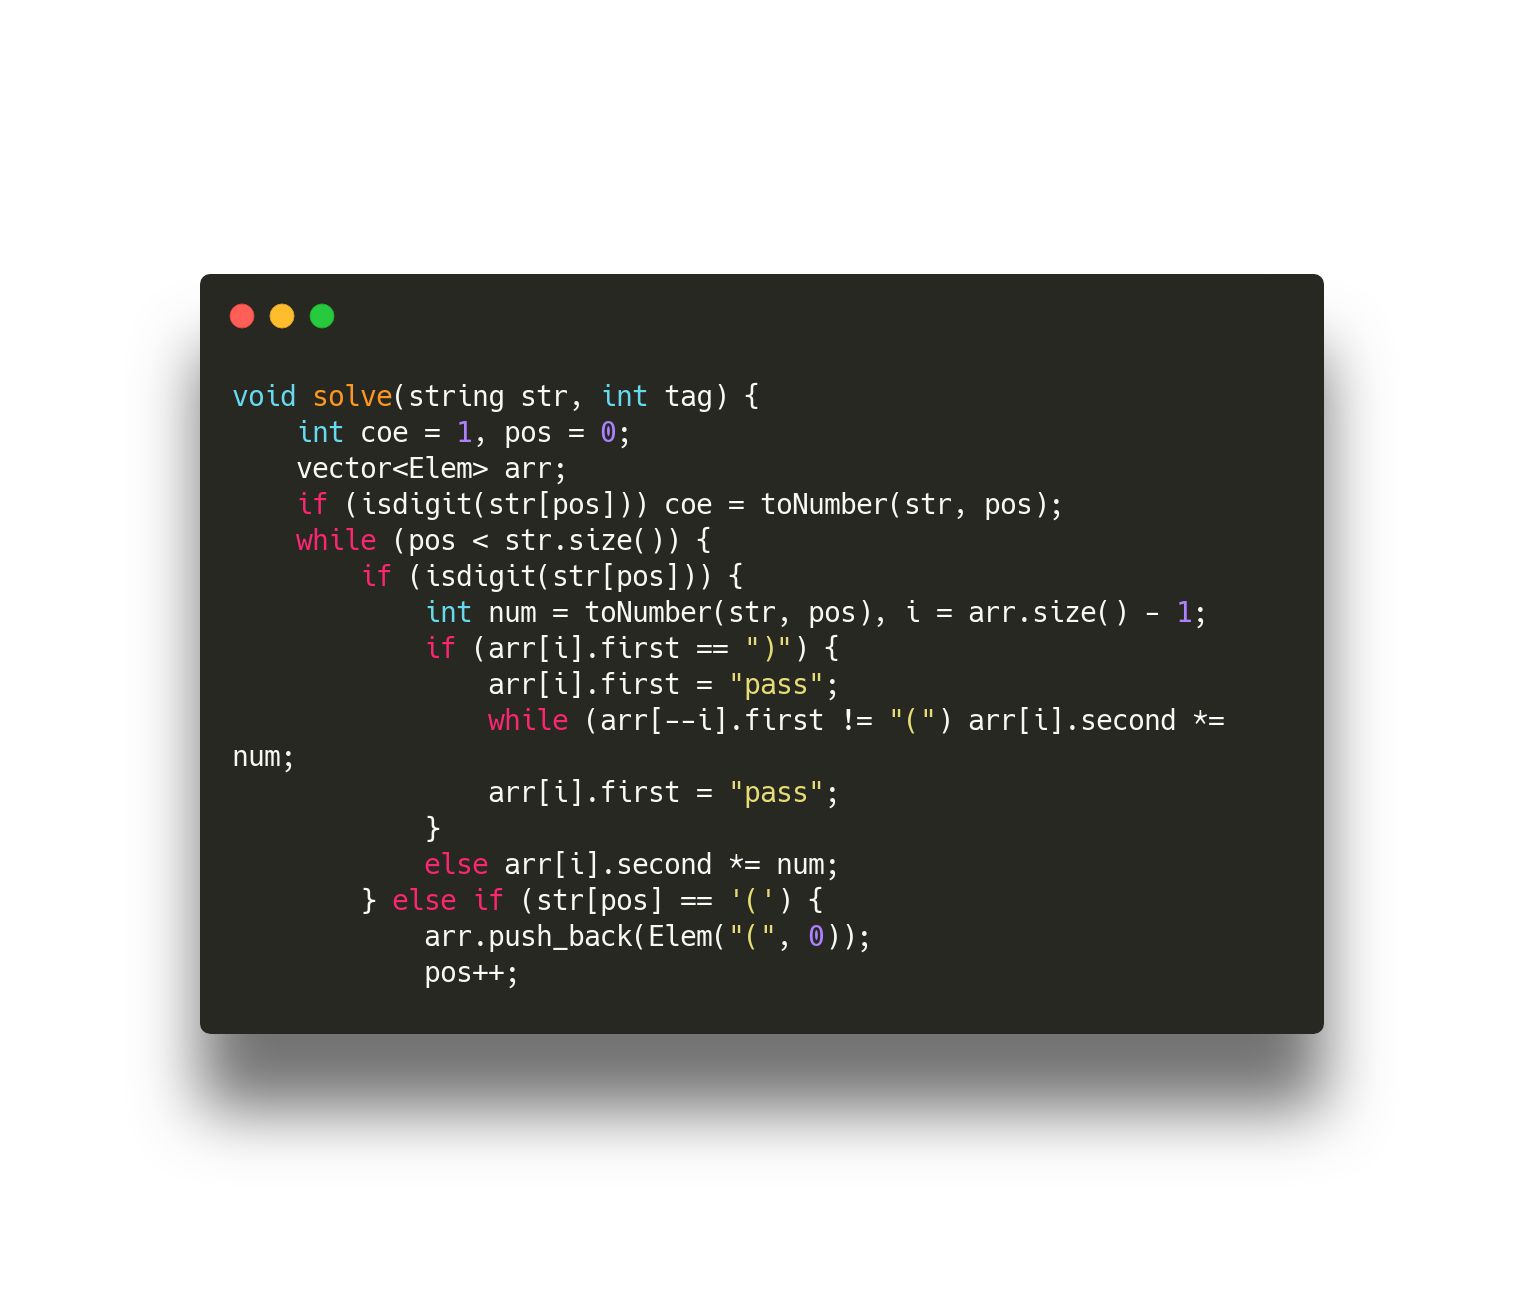 void solve(string str, int tag) {
    int coe = 1, pos = 0;
    vector<Elem> arr;
    if (isdigit(str[pos])) coe = toNumber(str, pos);
    while (pos < str.size()) {
        if (isdigit(str[pos])) {
            int num = toNumber(str, pos), i = arr.size() - 1;
            if (arr[i].first == ")") {
                arr[i].first = "pass";
                while (arr[--i].first != "(") arr[i].second *=
num;
                arr[i].first = "pass";
            }
            else arr[i].second *= num;
        } else if (str[pos] == '(') {
            arr.push_back(Elem("(", 0));
            pos++;